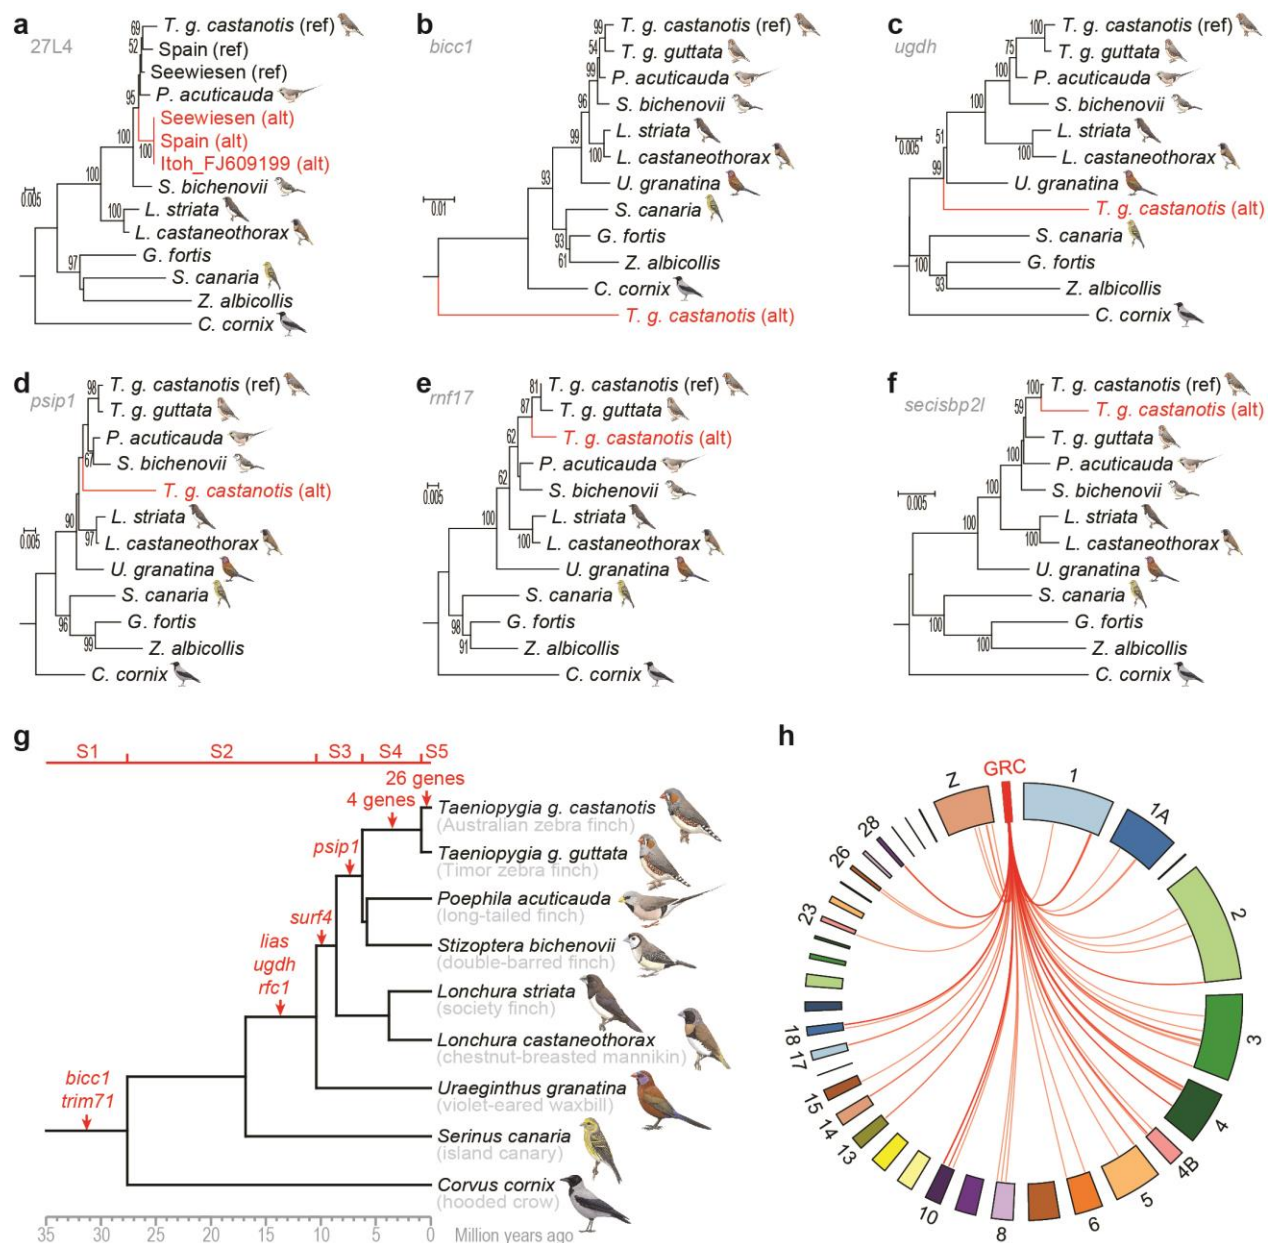 a
27L4
69
T. g. castanotis (ref)
52
Spain (ref)
Seewiesen (ref)
P. acuticauda
95
Seewiesen (alt)
Spain (alt)
100
100
Itoh_FJ609199 (alt)
100
S. bichenovii
0.005
100
L. striata
L. castaneothorax
G. fortis
97
S. canaria
Z. albicollis
C. cornix
b
bicc1
99
T. g. castanotis (ref)
54
T. g. guttata
99
P. acuticauda
96
S. bichenovii
99
L. striata
100
L. castaneothorax
93
U. granatina
0.01
S. canaria
93
G. fortis
61
Z. albicollis
C. cornix
T. g. castanotis (alt)
c
ugdh
100
T. g. castanotis (ref)
75
T. g. guttata
100
P. acuticauda
100
S. bichenovii
0.005
51
L. striata
100
L. castaneothorax
99
U. granatina
T. g. castanotis (alt)
S. canaria
100
G. fortis
93
Z. albicollis
C. cornix
d
psip1
98
T. g. castanotis (ref)
T. g. guttata
P. acuticauda
67
S. bichenovii
T. g. castanotis (alt)
90
L. striata
0.005
97
L. castaneothorax
U. granatina
S. canaria
96
G. fortis
99
Z. albicollis
C. cornix
e
rnf17
81
T. g. castanotis (ref)
87
T. g. guttata
62
T. g. castanotis (alt)
62
P. acuticauda
0.005
S. bichenovii
100
L. striata
100
L. castaneothorax
U. granatina
S. canaria
98
G. fortis
91
Z. albicollis
C. cornix
f
secisbp2l
100
T. g. castanotis (ref)
59
T. g. castanotis (alt)
T. g. guttata
100
P. acuticauda
0.005
100
S. bichenovii
100
L. striata
100
L. castaneothorax
U. granatina
S. canaria
100
G. fortis
100
Z. albicollis
C. cornix
g
S1 S2 S3 S4 S5
26 genes
4 genes
Taeniopygia g. castanotis
(Australian zebra finch)
psip1
Taeniopygia g. guttata
(Timor zebra finch)
Poephila acuticauda
(long-tailed finch)
surf4
lias
ugdh
rfc1
Stizoptera bichenovii
(double-barred finch)
Lonchura striata
(society finch)
Lonchura castaneothorax
(chestnut-breasted mannikin)
bicc1
trim71
Uraeginthus granatina
(violet-eared waxbill)
Serinus canaria
(island canary)
Corvus cornix
(hooded crow)
35 30 25 20 15 10 5 0 Million years ago
h
GRC
1
1A
2
3
4
4B
5
6
8
10
13
14
15
17
18
23
26
28
Z